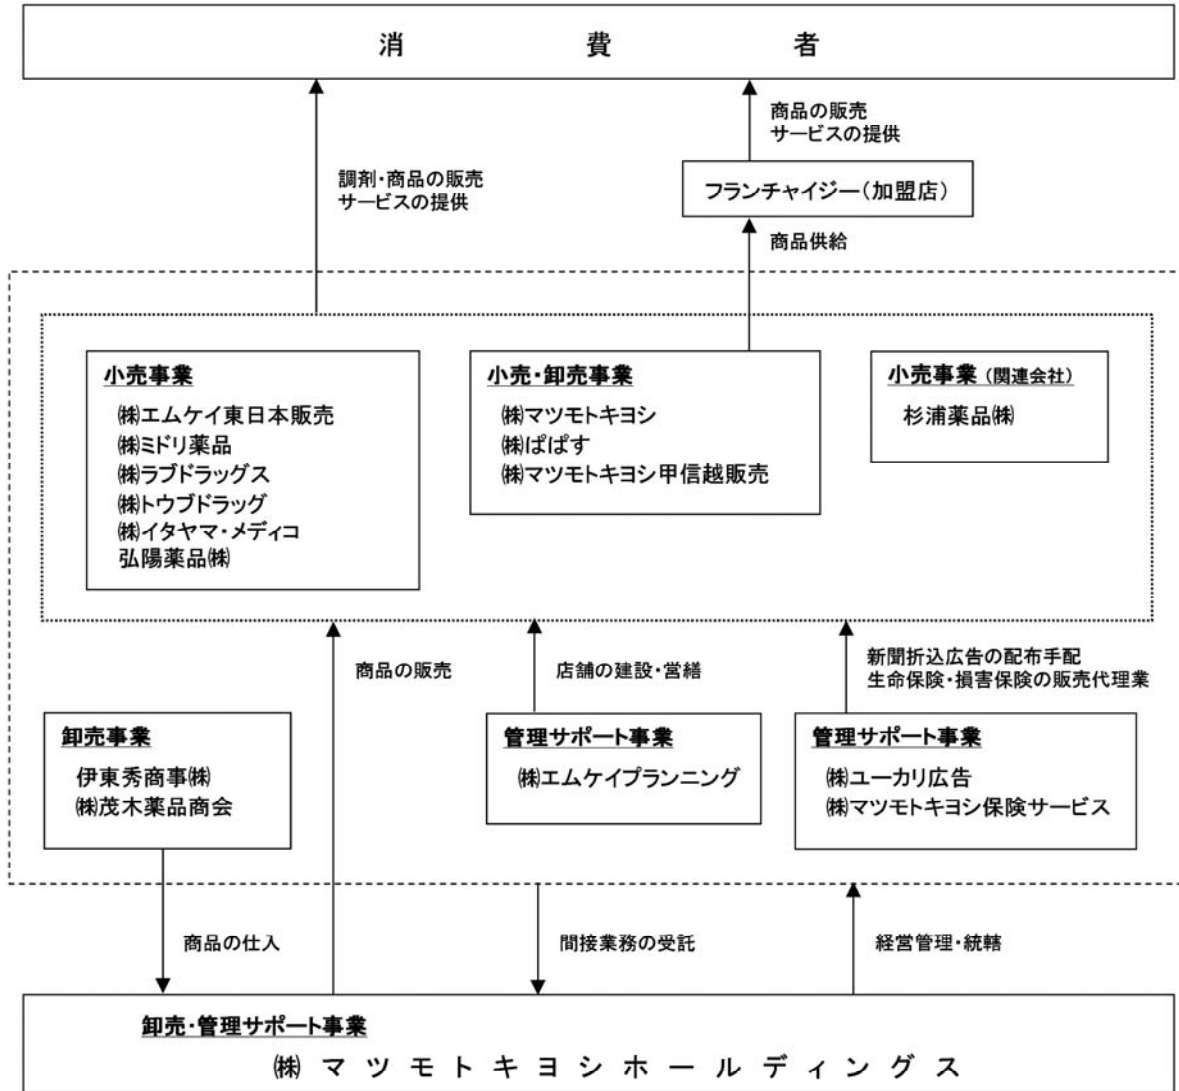 消費者
商品の販売
サービスの提供
調剤・商品の販売
サービスの提供
フランチャイジー（加盟店）
商品供給
小売事業
㈱エムケイ東日本販売
㈱ミドリ薬品
㈱ラブドラッグス
㈱トウブドラッグ
㈱イタヤマ・メディコ
弘陽薬品㈱
小売・卸売事業
㈱マツモトキヨシ
㈱ぱぱす
㈱マツモトキヨシ甲信越販売
小売事業（関連会社）
杉浦薬品㈱
商品の販売
店舗の建設・営繕
新聞折込広告の配布手配
生命保険・損害保険の販売代理業
卸売事業
伊東秀商事㈱
㈱茂木薬品商会
管理サポート事業
㈱エムケイプランニング
管理サポート事業
㈱ユーカリ広告
㈱マツモトキヨシ保険サービス
商品の仕入
間接業務の受託
経営管理・統轄
卸売・管理サポート事業
㈱マツモトキヨシホールディングス